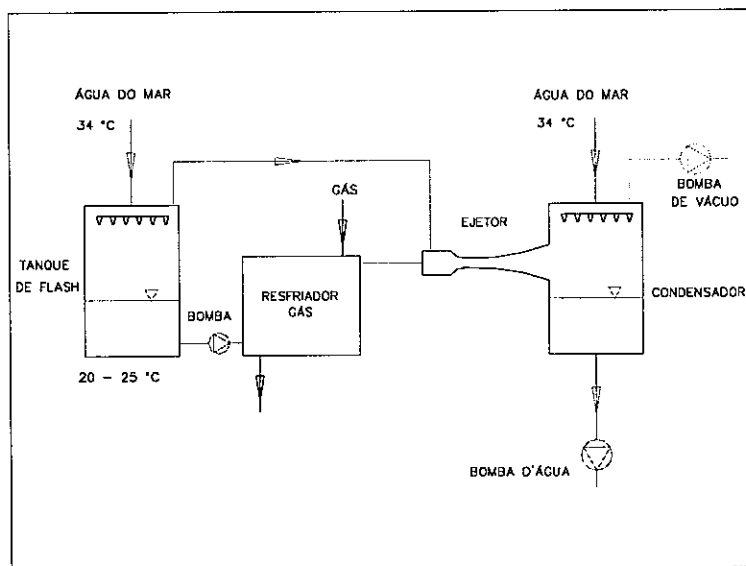 ÁGUA DO MAR
34 °C
ÁGUA DO MAR
34 °C
BOMBA
DE VÁCUO
GÁS
EJETOR
TANQUE
DE FLASH
RESFRIADOR
GÁS
CONDENSADOR
BOMBA
20 – 25 °C
BOMBA D'ÁGUA